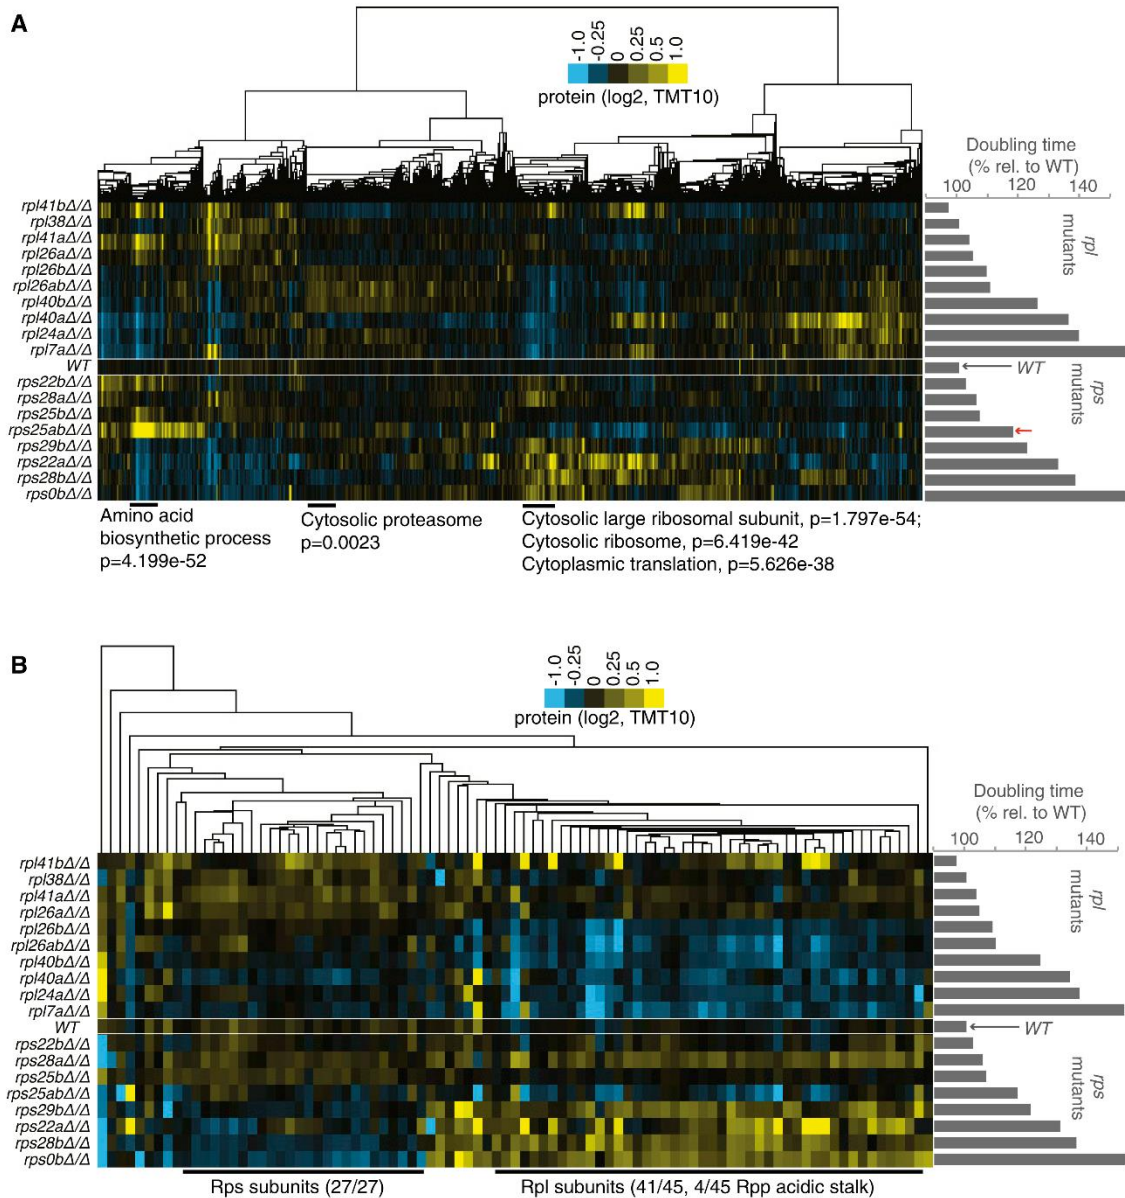 A
-1.0
-0.25
0
0.25
0.5
1.0
protein (log2, TMT10)
Doubling time
(% rel. to WT)
100
120
140
rpl41bΔ/Δ
rpl38Δ/Δ
rpl41aΔ/Δ
rpl26aΔ/Δ
rpl26bΔ/Δ
rpl26abΔ/Δ
rpl40bΔ/Δ
rpl40aΔ/Δ
rpl24aΔ/Δ
rpl7aΔ/Δ
WT
rps22bΔ/Δ
rps28aΔ/Δ
rps25bΔ/Δ
rps25abΔ/Δ
rps29bΔ/Δ
rps22aΔ/Δ
rps28bΔ/Δ
rps0bΔ/Δ
rpl
mutants
WT
rps
mutants
Amino acid
biosynthetic process
p=4.199e-52
Cytosolic proteasome
p=0.0023
Cytosolic large ribosomal subunit, p=1.797e-54;
Cytosolic ribosome, p=6.419e-42
Cytoplasmic translation, p=5.626e-38
B
-1.0
-0.25
0
0.25
0.5
1.0
protein (log2, TMT10)
Doubling time
(% rel. to WT)
100
120
140
rpl41bΔ/Δ
rpl38Δ/Δ
rpl41aΔ/Δ
rpl26aΔ/Δ
rpl26bΔ/Δ
rpl26abΔ/Δ
rpl40bΔ/Δ
rpl40aΔ/Δ
rpl24aΔ/Δ
rpl7aΔ/Δ
WT
rps22bΔ/Δ
rps28aΔ/Δ
rps25bΔ/Δ
rps25abΔ/Δ
rps29bΔ/Δ
rps22aΔ/Δ
rps28bΔ/Δ
rps0bΔ/Δ
rpl
mutants
WT
rps
mutants
Rps subunits (27/27)
Rpl subunits (41/45, 4/45 Rpp acidic stalk)